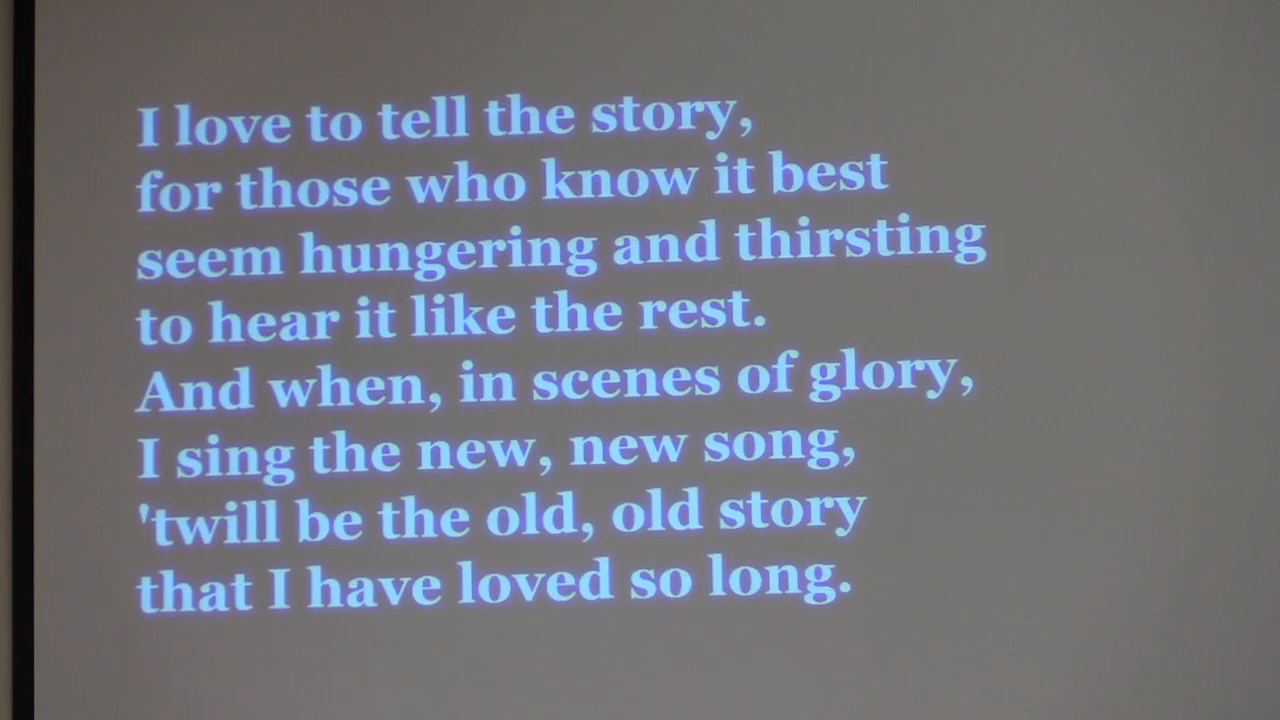 I love to tell the story,
for those who know it best
seem hungering and thirsting
to hear it like the rest.
And when, in scenes of glory,
I sing the new, new song,
'twill be the old, old story
that I have loved so long.